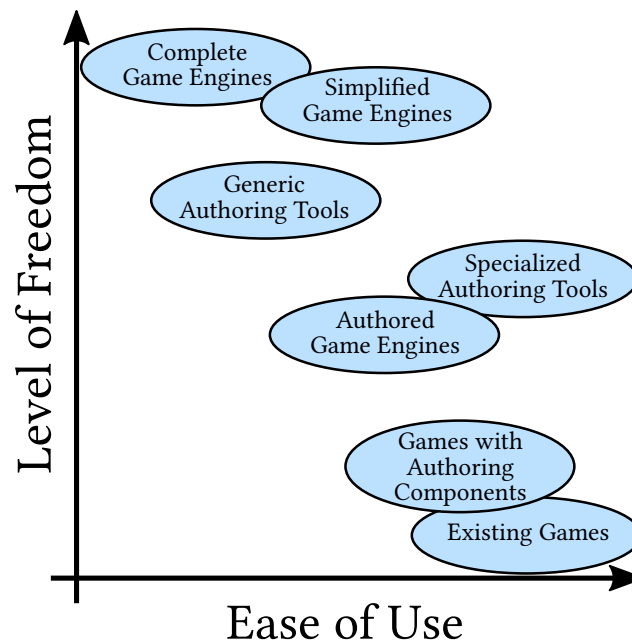 Complete
Game Engines
Simplified
Game Engines
Generic
Authoring Tools
Specialized
Authoring Tools
Authored
Game Engines
Games with
Authoring
Components
Existing Games
Level of Freedom
Ease of Use